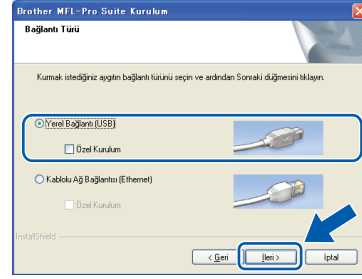 Brother MFL-Pro Suite Kurulum
Bağlantı Türü
Kurmak istediğiniz aygıtın bağlantı türünü seçin ve ardından Sonraki düğmesini tıklayın.
Yerel Bağlantı (USB)
Özel Kurulum
Kablolu Ağ Bağlantısı (Ethernet)
Özel Kurulum
InstallShield
< Geri
İleri >
İptal